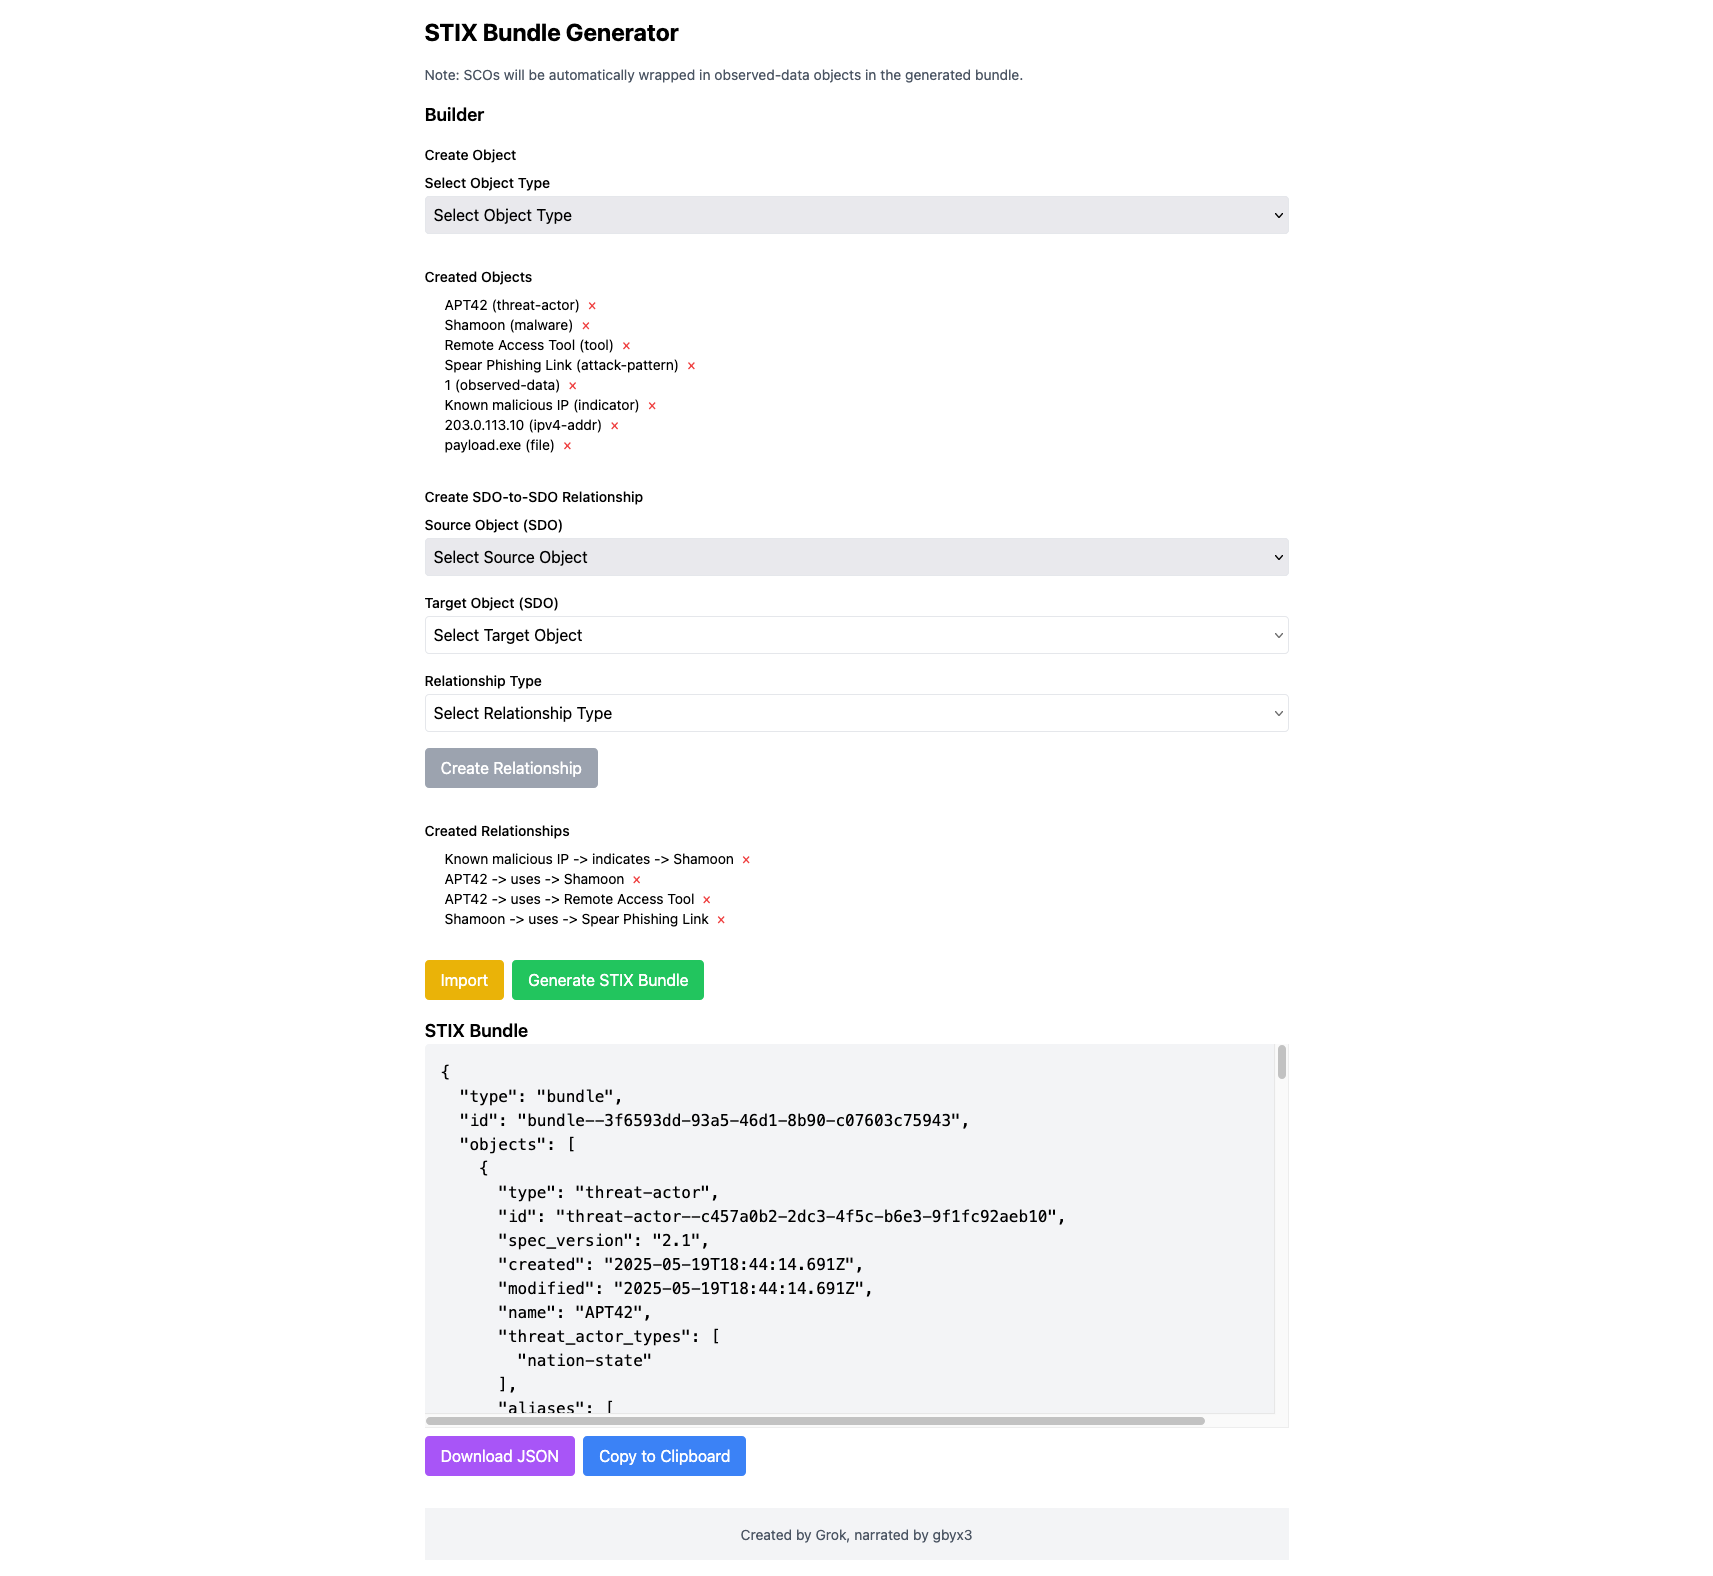 STIX Bundle Generator
Note: SCOs will be automatically wrapped in observed-data objects in the generated bundle.
Builder
Create Object
Select Object Type
Select Object Type
Created Objects
APT42 (threat-actor) ×
Shamoon (malware) ×
Remote Access Tool (tool) ×
Spear Phishing Link (attack-pattern) ×
1 (observed-data) ×
Known malicious IP (indicator) ×
203.0.113.10 (ipv4-addr) ×
payload.exe (file) ×
Create SDO-to-SDO Relationship
Source Object (SDO)
Select Source Object
Target Object (SDO)
Select Target Object
Relationship Type
Select Relationship Type
Create Relationship
Created Relationships
Known malicious IP -> indicates -> Shamoon ×
APT42 -> uses -> Shamoon ×
APT42 -> uses -> Remote Access Tool ×
Shamoon -> uses -> Spear Phishing Link ×
Import Generate STIX Bundle
STIX Bundle
{
"type": "bundle",
"id": "bundle--3f6593dd-93a5-46d1-8b90-c07603c75943",
"objects": [
{
"type": "threat-actor",
"id": "threat-actor--c457a0b2-2dc3-4f5c-b6e3-9f1fc92aeb10",
"spec_version": "2.1",
"created": "2025-05-19T18:44:14.691Z",
"modified": "2025-05-19T18:44:14.691Z",
"name": "APT42",
"threat_actor_types": [
"nation-state"
],
"aliases": [
Download JSON Copy to Clipboard
Created by Grok, narrated by gbyx3